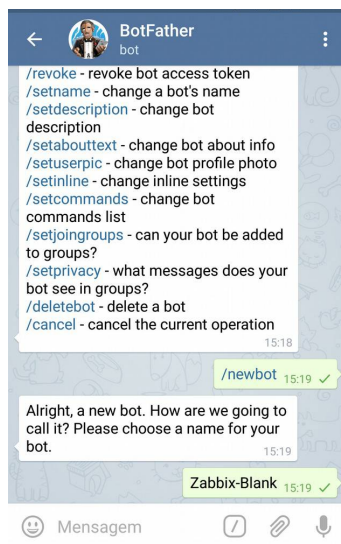 BotFather
bot
/revoke - revoke bot access token
/setname - change a bot's name
/setdescription - change bot
description
/setabouttext - change bot about info
/setuserpic - change bot profile photo
/setinline - change inline settings
/setcommands - change bot
commands list
/setjoingroups - can your bot be added
to groups?
/setprivacy - what messages does your
bot see in groups?
/deletebot - delete a bot
/cancel - cancel the current operation
15:18
/newbot 15:19
Alright, a new bot. How are we going to
call it? Please choose a name for your
bot.
15:19
Zabbix-Blank 15:19
Mensagem